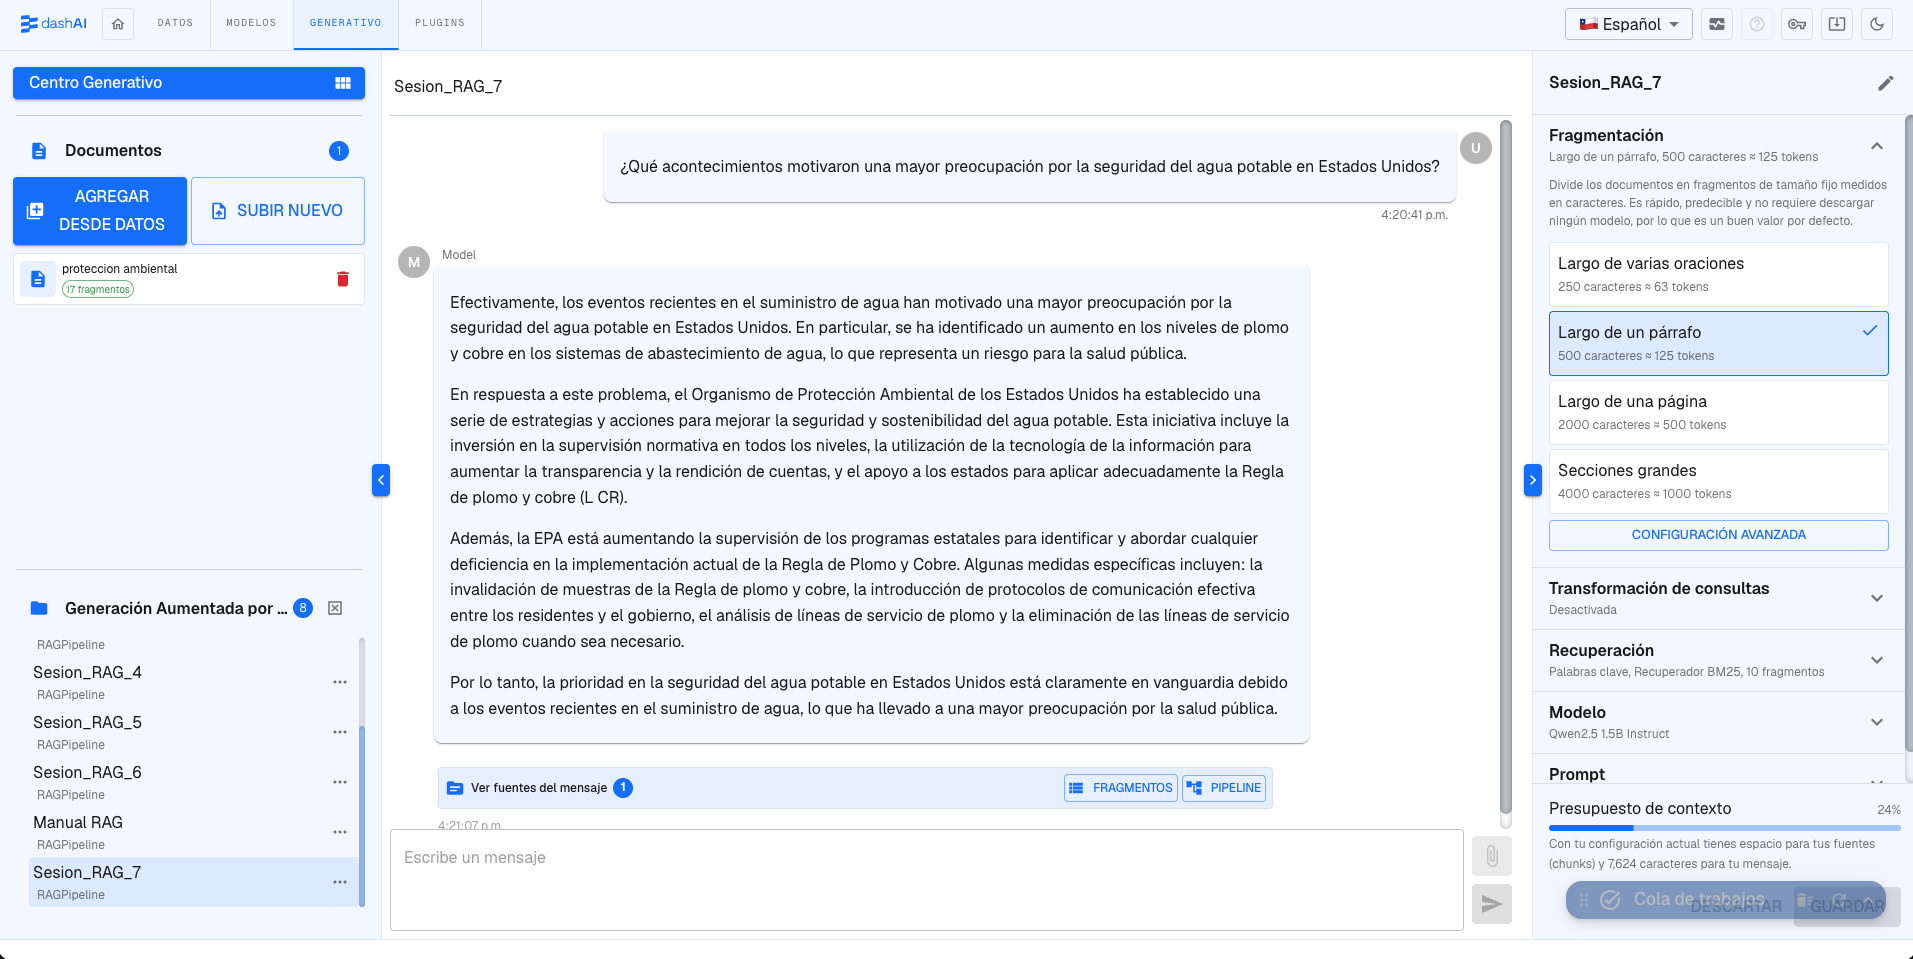 dashAI
DATOS
MODELOS
GENERATIVO
PLUGINS
Español
Centro Generativo
Documentos
1
AGREGAR
DESDE DATOS
SUBIR NUEVO
proteccion ambiental
17 fragmentos
Generación Aumentada por ...
8
RAGPipeline
Sesion_RAG_4
RAGPipeline
Sesion_RAG_5
RAGPipeline
Sesion_RAG_6
RAGPipeline
Manual RAG
RAGPipeline
Sesion_RAG_7
RAGPipeline
Sesion_RAG_7
¿Qué acontecimientos motivaron una mayor preocupación por la seguridad del agua potable en Estados Unidos?
U
4:20:41 p.m.
M
Model
Efectivamente, los eventos recientes en el suministro de agua han motivado una mayor preocupación por la
seguridad del agua potable en Estados Unidos. En particular, se ha identificado un aumento en los niveles de plomo
y cobre en los sistemas de abastecimiento de agua, lo que representa un riesgo para la salud pública.
En respuesta a este problema, el Organismo de Protección Ambiental de los Estados Unidos ha establecido una
serie de estrategias y acciones para mejorar la seguridad y sostenibilidad del agua potable. Esta iniciativa incluye la
inversión en la supervisión normativa en todos los niveles, la utilización de la tecnología de la información para
aumentar la transparencia y la rendición de cuentas, y el apoyo a los estados para aplicar adecuadamente la Regla
de plomo y cobre (L CR).
Además, la EPA está aumentando la supervisión de los programas estatales para identificar y abordar cualquier
deficiencia en la implementación actual de la Regla de Plomo y Cobre. Algunas medidas específicas incluyen: la
invalidación de muestras de la Regla de plomo y cobre, la introducción de protocolos de comunicación efectiva
entre los residentes y el gobierno, el análisis de líneas de servicio de plomo y la eliminación de las líneas de servicio
de plomo cuando sea necesario.
Por lo tanto, la prioridad en la seguridad del agua potable en Estados Unidos está claramente en vanguardia debido
a los eventos recientes en el suministro de agua, lo que ha llevado a una mayor preocupación por la salud pública.
Ver fuentes del mensaje
1
FRAGMENTOS
PIPELINE
4:21:07 p.m.
Escribe un mensaje
Sesion_RAG_7
Fragmentación
Largo de un párrafo, 500 caracteres ≈ 125 tokens
Divide los documentos en fragmentos de tamaño fijo medidos
en caracteres. Es rápido, predecible y no requiere descargar
ningún modelo, por lo que es un buen valor por defecto.
Largo de varias oraciones
250 caracteres ≈ 63 tokens
Largo de un párrafo
500 caracteres ≈ 125 tokens
Largo de una página
2000 caracteres ≈ 500 tokens
Secciones grandes
4000 caracteres ≈ 1000 tokens
CONFIGURACIÓN AVANZADA
Transformación de consultas
Desactivada
Recuperación
Palabras clave, Recuperador BM25, 10 fragmentos
Modelo
Qwen2.5 1.5B Instruct
Prompt
Presupuesto de contexto
24%
Con tu configuración actual tienes espacio para tus fuentes
(chunks) y 7,624 caracteres para tu mensaje.
Cola de trabajos
DESCARTAR
GUARDAR